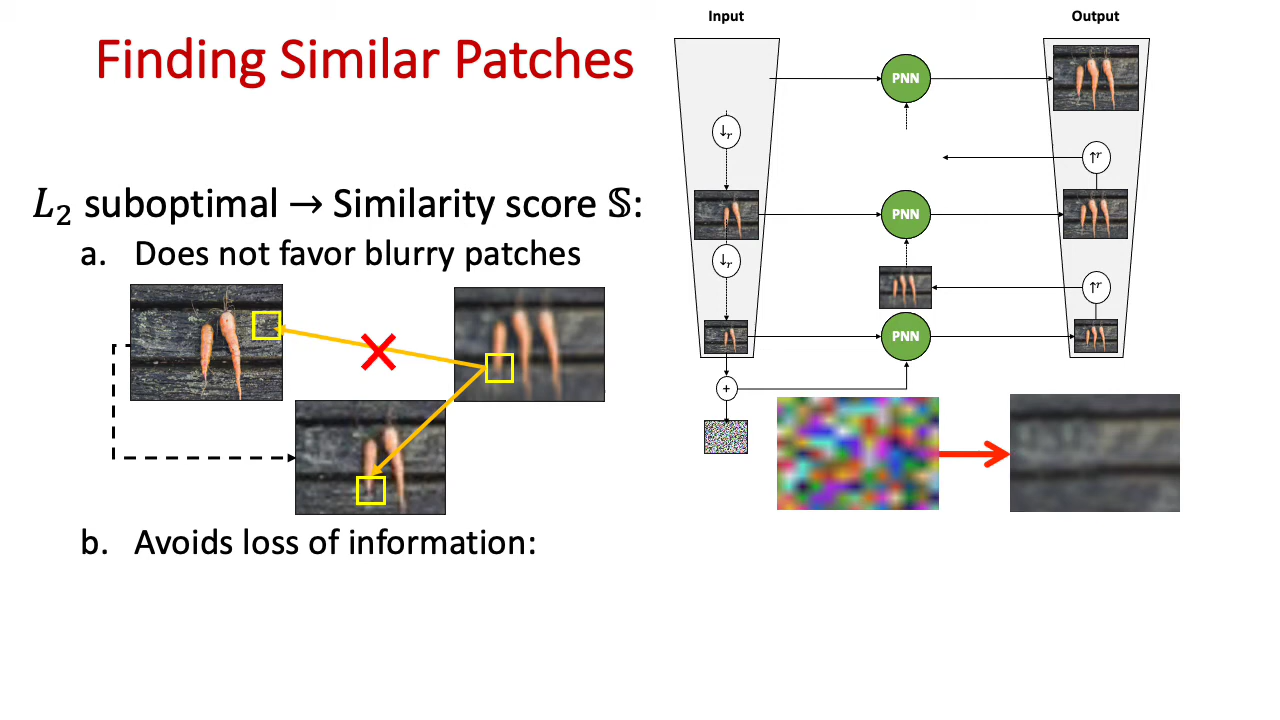 Finding Similar Patches
L₂ suboptimal → Similarity score 𝕊:
a. Does not favor blurry patches
b. Avoids loss of information:
Input
Output
PNN
↓r
↑r
PNN
↓r
↑r
PNN
+